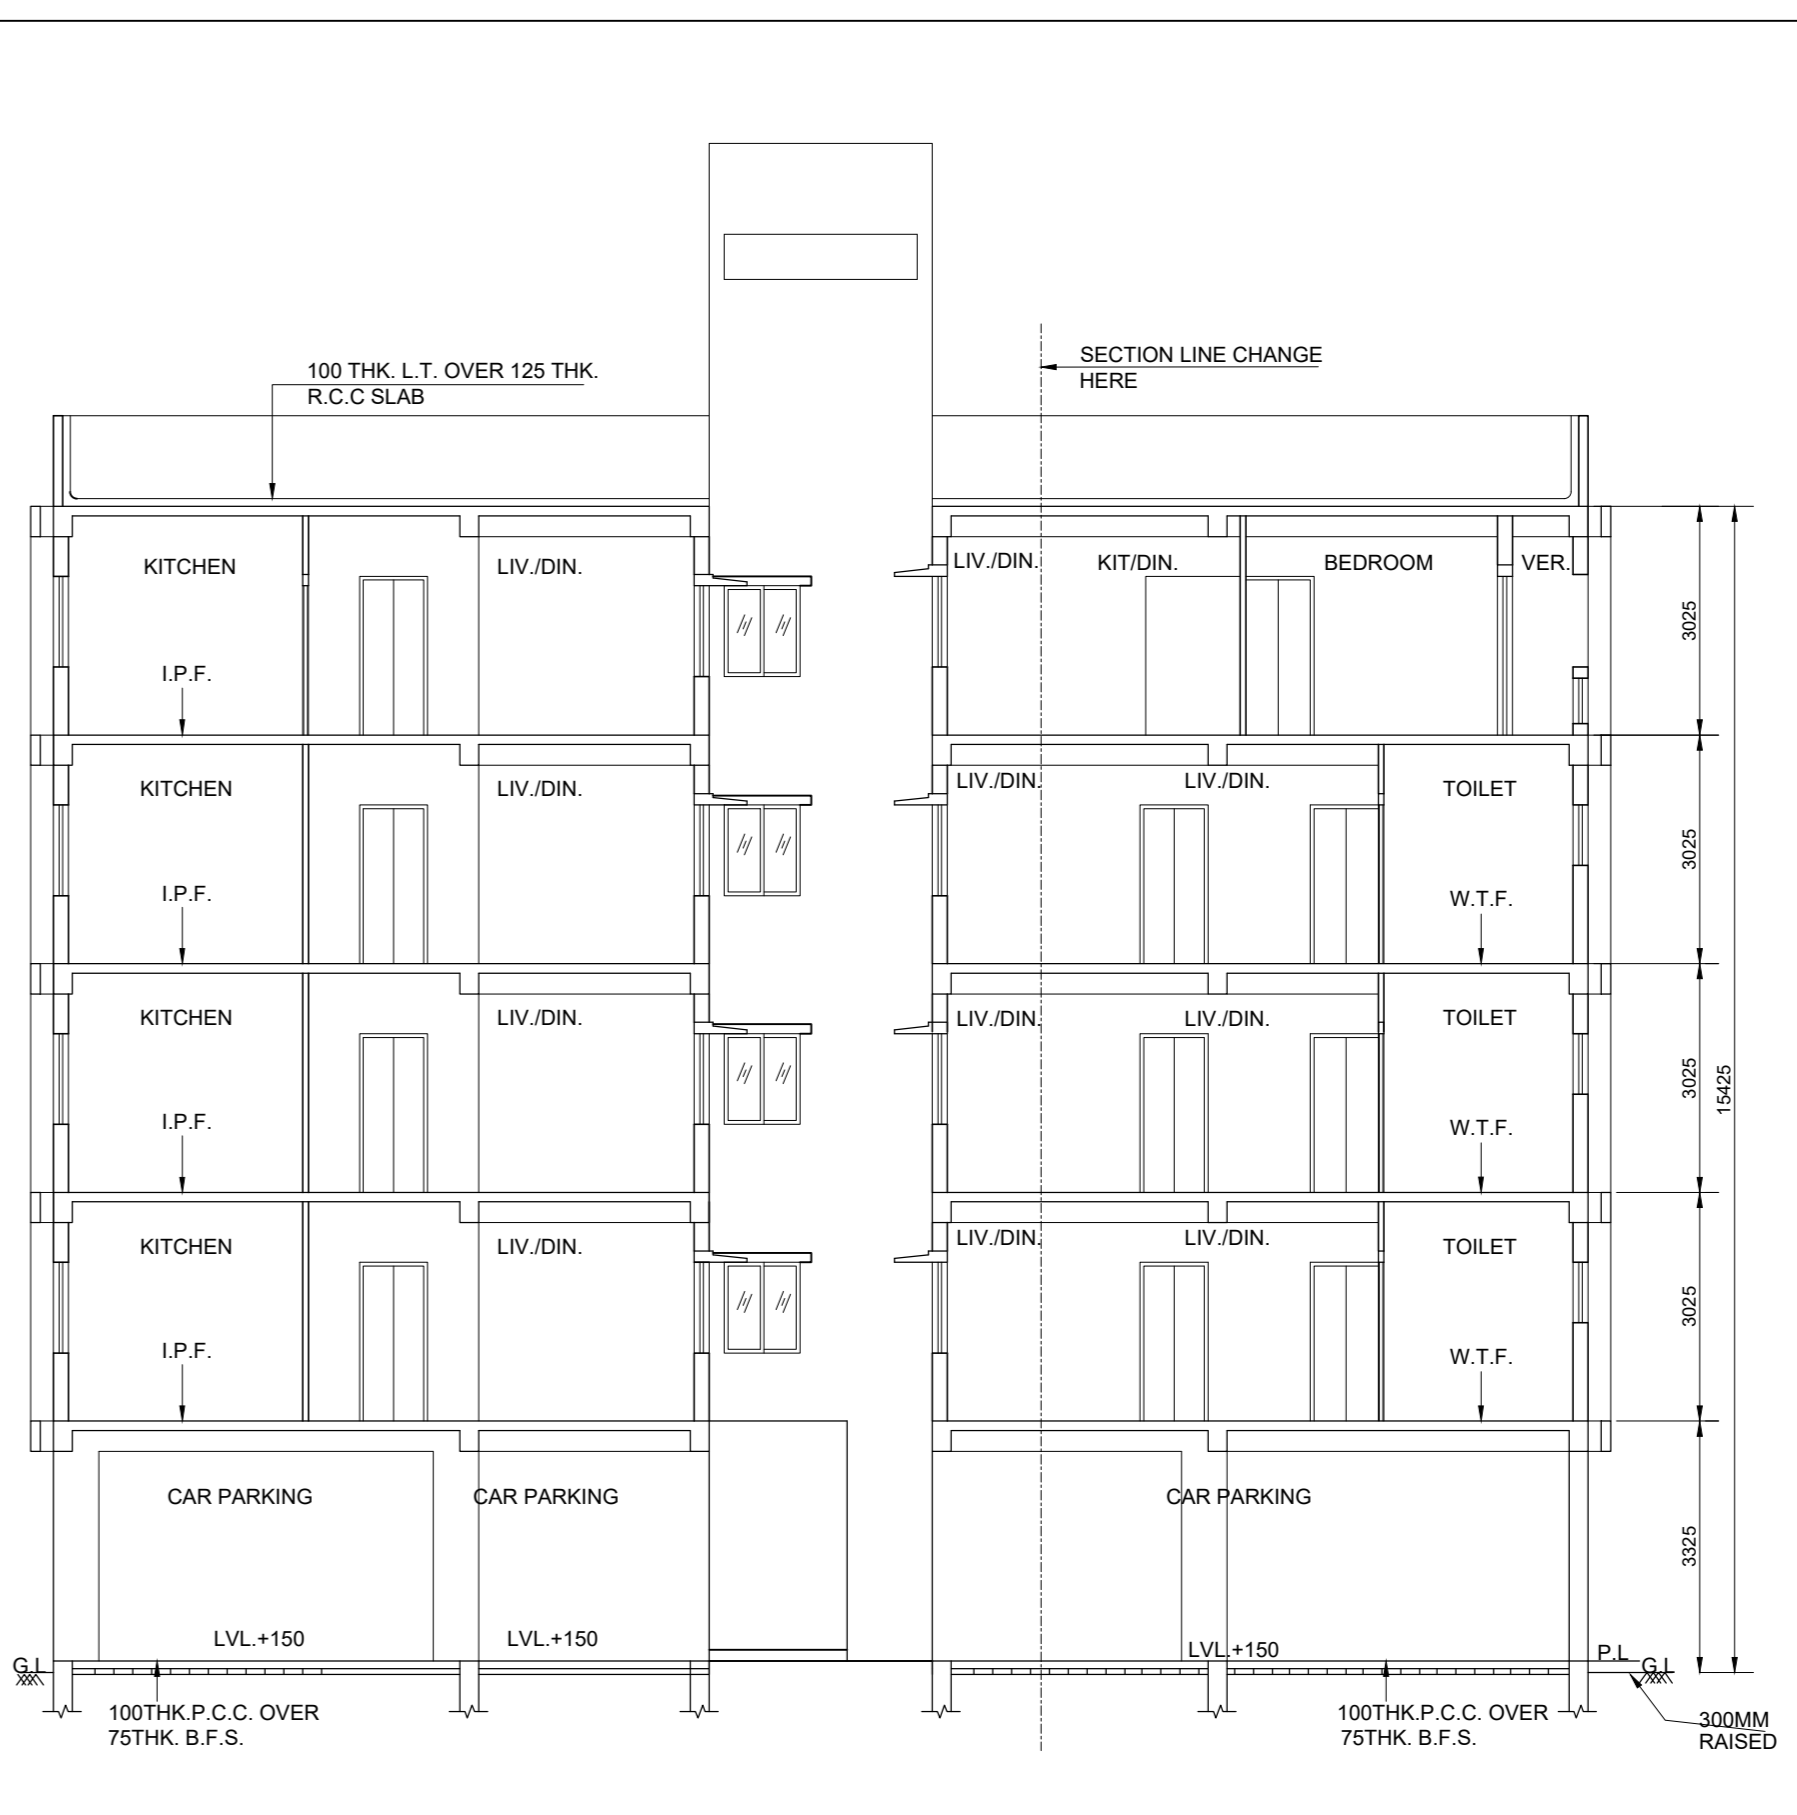 SECTION LINE CHANGE
HERE
100 THK. L.T. OVER 125 THK.
R.C.C SLAB
KITCHEN
LIV./DIN.
LIV./DIN.
KIT/DIN.
BEDROOM
VER.
3025
I.P.F.
KITCHEN
LIV./DIN.
LIV./DIN.
LIV./DIN.
TOILET
3025
I.P.F.
W.T.F.
KITCHEN
LIV./DIN.
LIV./DIN.
LIV./DIN.
TOILET
3025
15425
I.P.F.
W.T.F.
KITCHEN
LIV./DIN.
LIV./DIN.
LIV./DIN.
TOILET
3025
I.P.F.
W.T.F.
CAR PARKING
CAR PARKING
CAR PARKING
3325
LVL.+150
LVL.+150
LVL.+150
P.L
G.L
G.L
100THK.P.C.C. OVER
75THK. B.F.S.
100THK.P.C.C. OVER
75THK. B.F.S.
300MM
RAISED